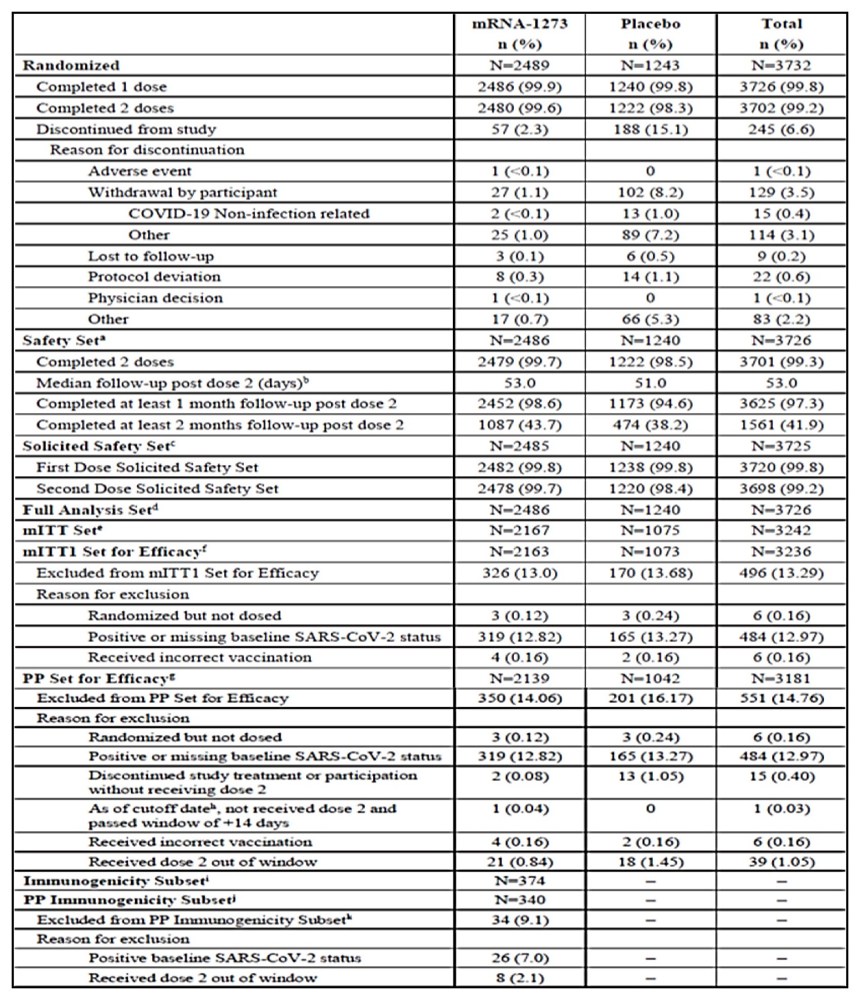 mRNA-1273 Placebo Total
n (%) n (%) n (%)
Randomized N=2489 N=1243 N=3732
Completed 1 dose 2486 (99.9) 1240 (99.8) 3726 (99.8)
Completed 2 doses 2480 (99.6) 1222 (98.3) 3702 (99.2)
Discontinued from study 57 (2.3) 188 (15.1) 245 (6.6)
Reason for discontinuation
Adverse event 1 (<0.1) 0 1 (<0.1)
Withdrawal by participant 27 (1.1) 102 (8.2) 129 (3.5)
COVID-19 Non-infection related 2 (<0.1) 13 (1.0) 15 (0.4)
Other 25 (1.0) 89 (7.2) 114 (3.1)
Lost to follow-up 3 (0.1) 6 (0.5) 9 (0.2)
Protocol deviation 8 (0.3) 14 (1.1) 22 (0.6)
Physician decision 1 (<0.1) 0 1 (<0.1)
Other 17 (0.7) 66 (5.3) 83 (2.2)
Safety Setᵃ N=2486 N=1240 N=3726
Completed 2 doses 2479 (99.7) 1222 (98.5) 3701 (99.3)
Median follow-up post dose 2 (days)ᵇ 53.0 51.0 53.0
Completed at least 1 month follow-up post dose 2 2452 (98.6) 1173 (94.6) 3625 (97.3)
Completed at least 2 months follow-up post dose 2 1087 (43.7) 474 (38.2) 1561 (41.9)
Solicited Safety Setᶜ N=2485 N=1240 N=3725
First Dose Solicited Safety Set 2482 (99.8) 1238 (99.8) 3720 (99.8)
Second Dose Solicited Safety Set 2478 (99.7) 1220 (98.4) 3698 (99.2)
Full Analysis Setᵈ N=2486 N=1240 N=3726
mITT Setᵉ N=2167 N=1075 N=3242
mITT1 Set for Efficacyᶠ N=2163 N=1073 N=3236
Excluded from mITT1 Set for Efficacy 326 (13.0) 170 (13.68) 496 (13.29)
Reason for exclusion
Randomized but not dosed 3 (0.12) 3 (0.24) 6 (0.16)
Positive or missing baseline SARS-CoV-2 status 319 (12.82) 165 (13.27) 484 (12.97)
Received incorrect vaccination 4 (0.16) 2 (0.16) 6 (0.16)
PP Set for Efficacyᵍ N=2139 N=1042 N=3181
Excluded from PP Set for Efficacy 350 (14.06) 201 (16.17) 551 (14.76)
Reason for exclusion
Randomized but not dosed 3 (0.12) 3 (0.24) 6 (0.16)
Positive or missing baseline SARS-CoV-2 status 319 (12.82) 165 (13.27) 484 (12.97)
Discontinued study treatment or participation 2 (0.08) 13 (1.05) 15 (0.40)
without receiving dose 2
As of cutoff dateʰ, not received dose 2 and 1 (0.04) 0 1 (0.03)
passed window of +14 days
Received incorrect vaccination 4 (0.16) 2 (0.16) 6 (0.16)
Received dose 2 out of window 21 (0.84) 18 (1.45) 39 (1.05)
Immunogenicity Subsetⁱ N=374 – –
PP Immunogenicity Subsetʲ N=340 – –
Excluded from PP Immunogenicity Subsetᵏ 34 (9.1) – –
Reason for exclusion
Positive baseline SARS-CoV-2 status 26 (7.0) – –
Received dose 2 out of window 8 (2.1) – –